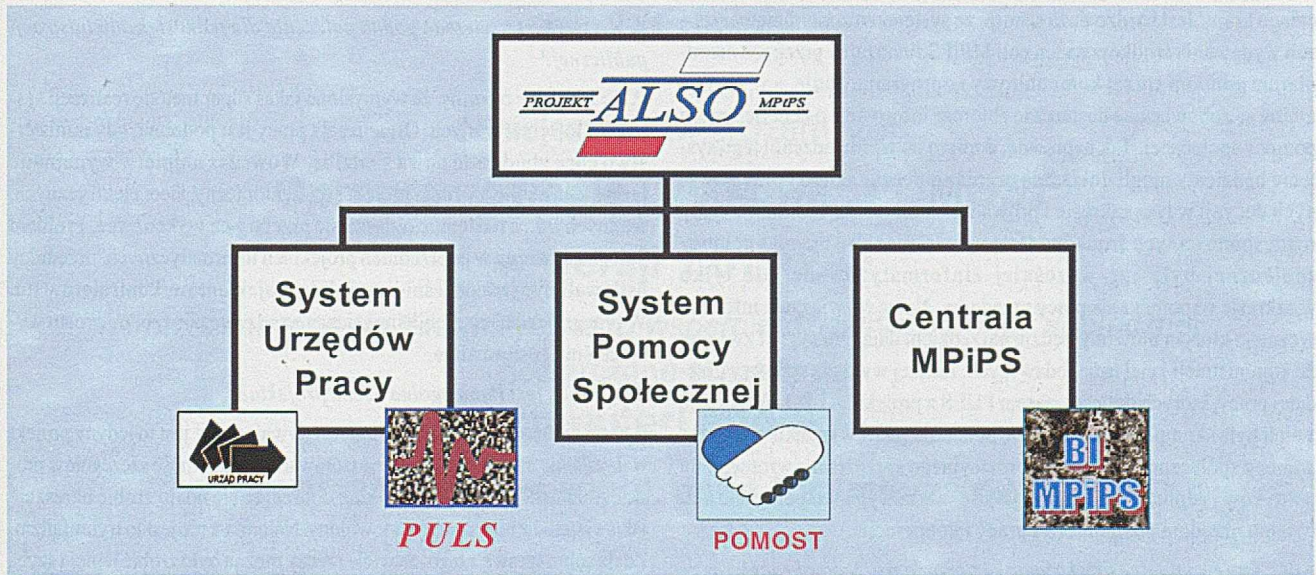 PROJEKT ALSO MPiPS
System
Urzędów
Pracy
System
Pomocy
Społecznej
Centrala
MPiPS
URZĄD PRACY
PULS
POMOST
BI
MPiPS